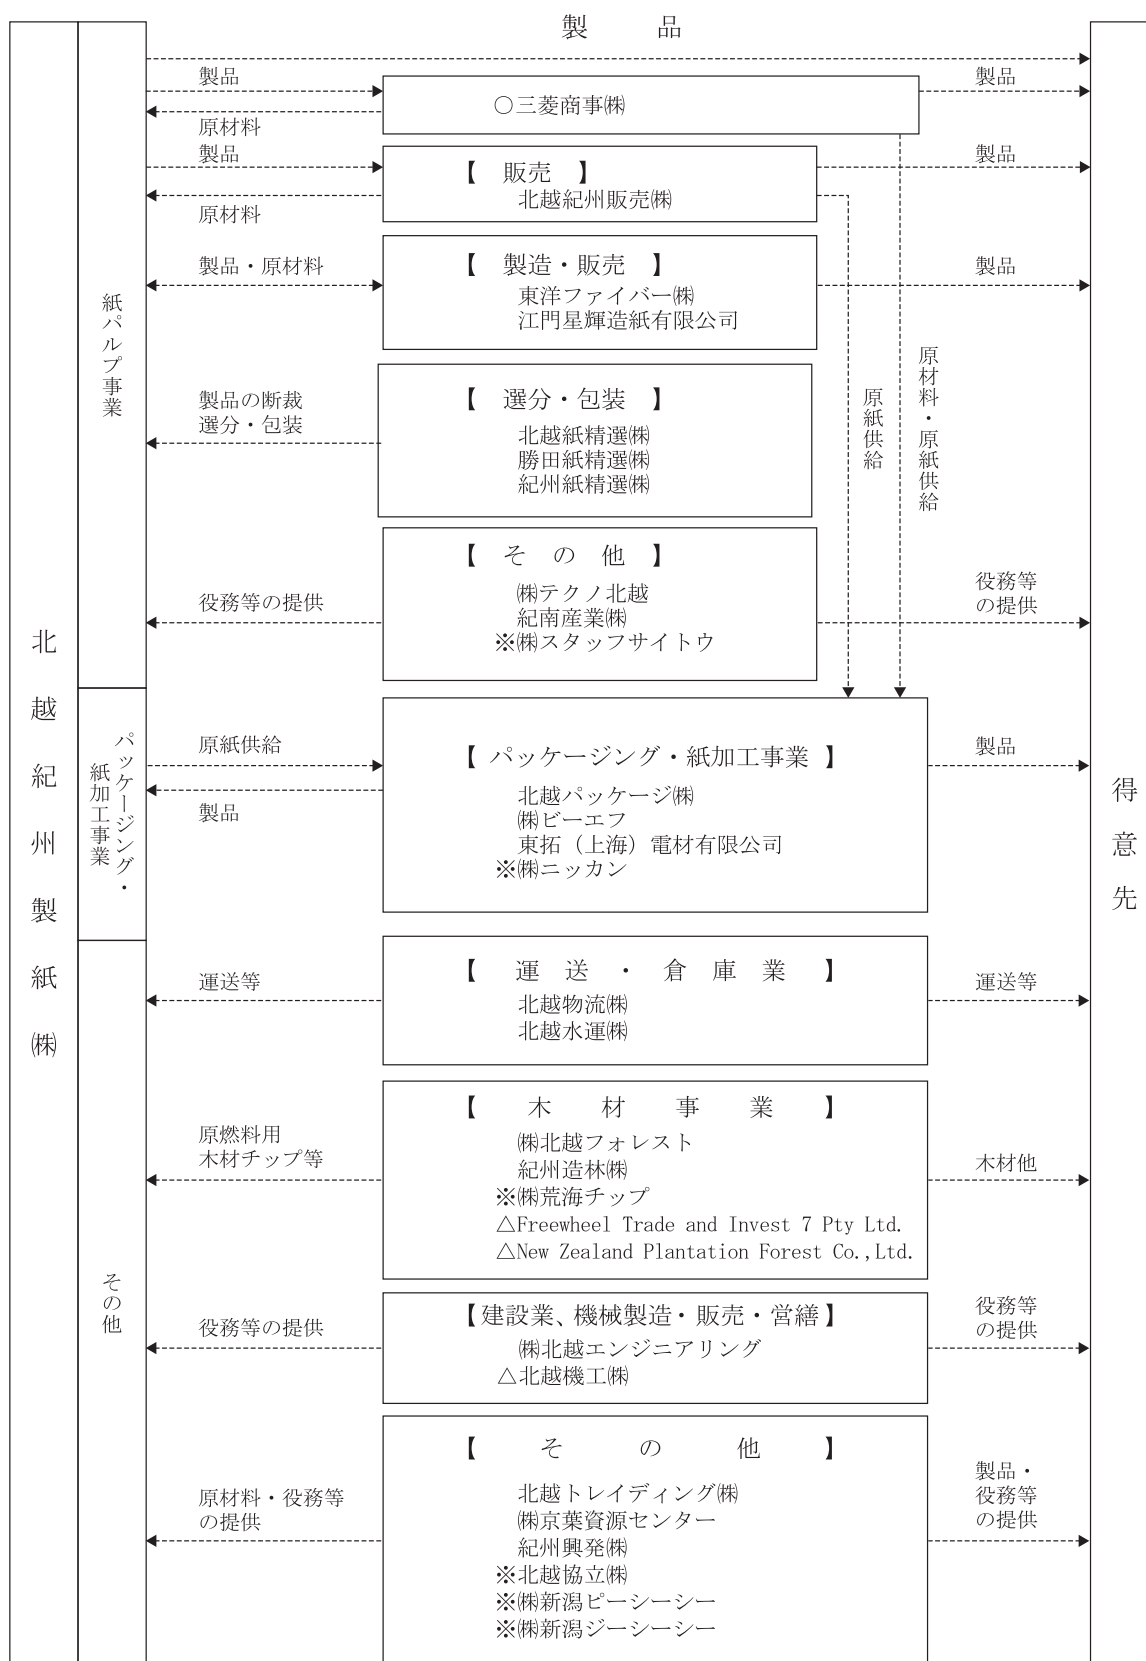 製品
北越紀州製紙㈱
紙パルプ事業
製品
○三菱商事㈱
製品
原材料
製品
【 販売 】
北越紀州販売㈱
製品
原材料
製品・原材料
【 製造・販売 】
東洋ファイバー㈱
江門星輝造紙有限公司
製品
製品の断裁
選分・包装
【 選分・包装 】
北越紙精選㈱
勝田紙精選㈱
紀州紙精選㈱
原紙供給
原材料・原紙供給
役務等の提供
【 その他 】
㈱テクノ北越
紀南産業㈱
※㈱スタッフサイトウ
役務等
の提供
パッケージング・
紙加工事業
原紙供給
製品
【 パッケージング・紙加工事業 】
北越パッケージ㈱
㈱ビーエフ
東拓（上海）電材有限公司
※㈱ニッカン
製品
得意先
その他
運送等
【 運送・倉庫業 】
北越物流㈱
北越水運㈱
運送等
原燃料用
木材チップ等
【 木材事業 】
㈱北越フォレスト
紀州造林㈱
※㈱荒海チップ
△Freewheel Trade and Invest 7 Pty Ltd.
△New Zealand Plantation Forest Co.,Ltd.
木材他
役務等の提供
【建設業、機械製造・販売・営繕】
㈱北越エンジニアリング
△北越機工㈱
役務等
の提供
原材料・役務等
の提供
【 その他 】
北越トレイディング㈱
㈱京葉資源センター
紀州興発㈱
※北越協立㈱
※㈱新潟ピーシーシー
※㈱新潟ジーシーシー
製品・
役務等
の提供